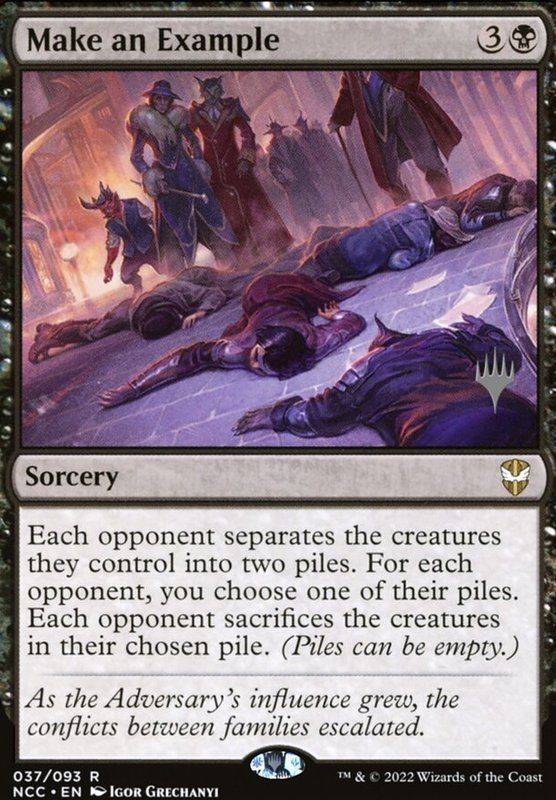 Make an Example 3
Sorcery
Each opponent separates the creatures
they control into two piles. For each
opponent, you choose one of their piles.
Each opponent sacrifices the creatures
in their chosen pile. (Piles can be empty.)
As the Adversary's influence grew, the
conflicts between families escalated.
037/093 R
NCC • EN Igor Grechanyi
™ & © 2022 Wizards of the Coast